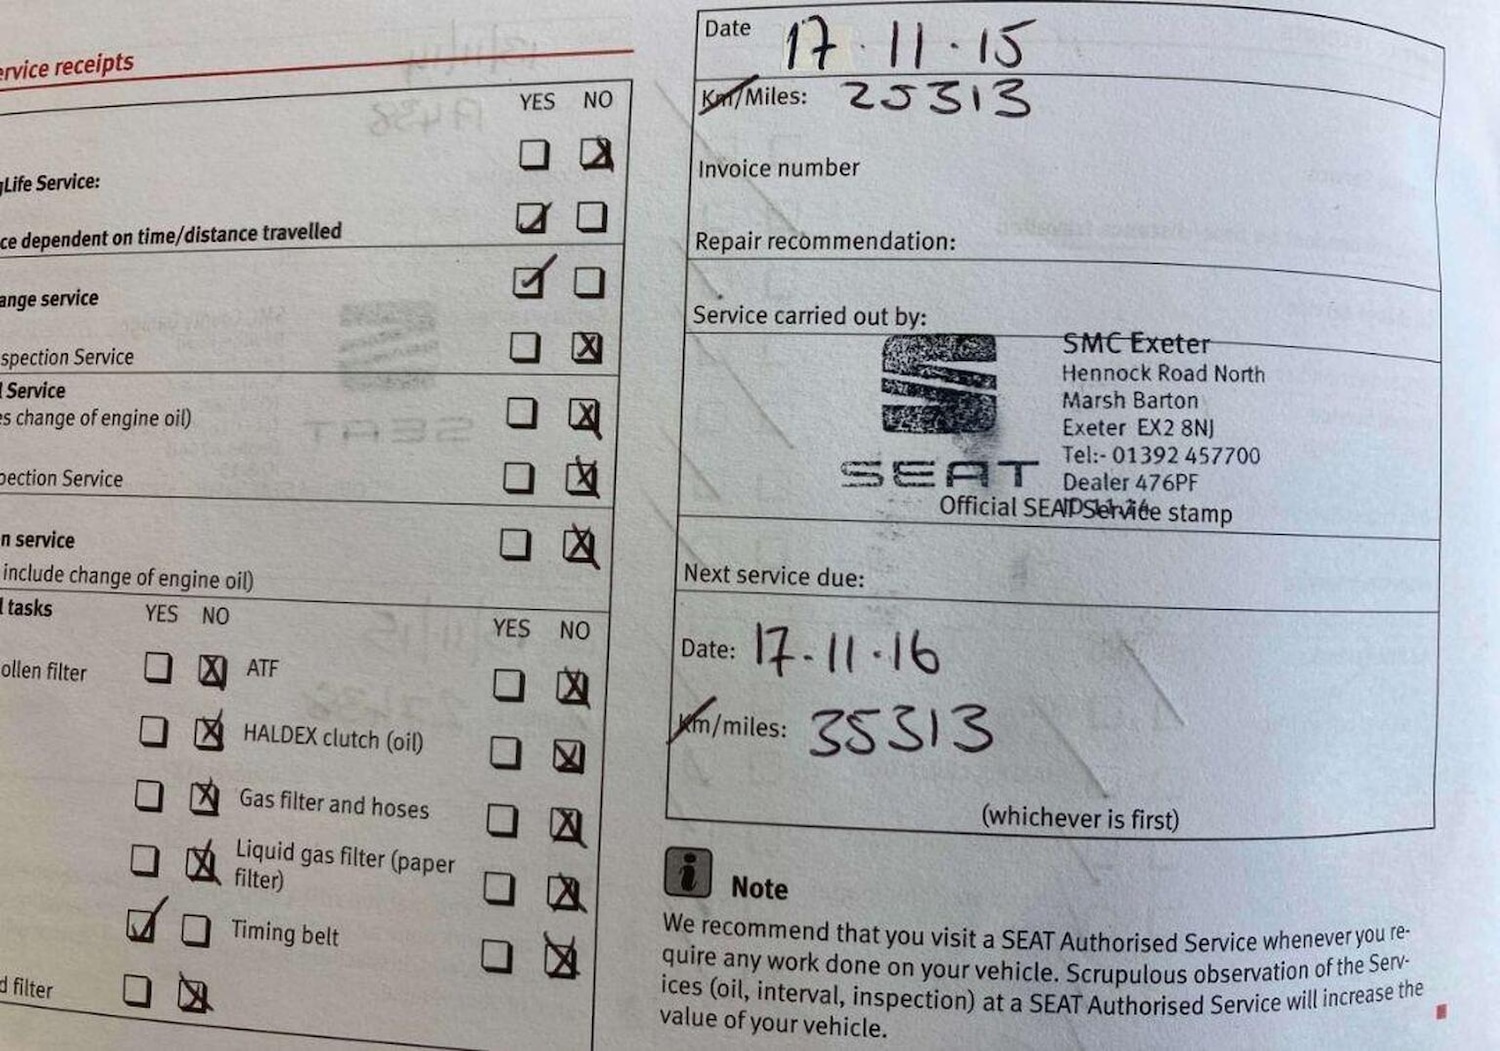 ervice receipts
YES NO
gLife Service:
ce dependent on time/distance travelled
ange service
spection Service
l Service
es change of engine oil)
pection Service
n service
include change of engine oil)
l tasks YES NO YES NO
ollen filter ATF
HALDEX clutch (oil)
Gas filter and hoses
Liquid gas filter (paper
filter)
Timing belt
d filter
Date 17.11.15
Km/Miles: 25313
Invoice number
Repair recommendation:
Service carried out by:
SMC Exeter
Hennock Road North
Marsh Barton
Exeter EX2 8NJ
Tel:- 01392 457700
SEAT
Dealer 476PF
Official SEAT Service stamp
Next service due:
Date: 17.11.16
Km/miles: 35313
(whichever is first)
i Note
We recommend that you visit a SEAT Authorised Service whenever you re-
quire any work done on your vehicle. Scrupulous observation of the Serv-
ices (oil, interval, inspection) at a SEAT Authorised Service will increase the
value of your vehicle.